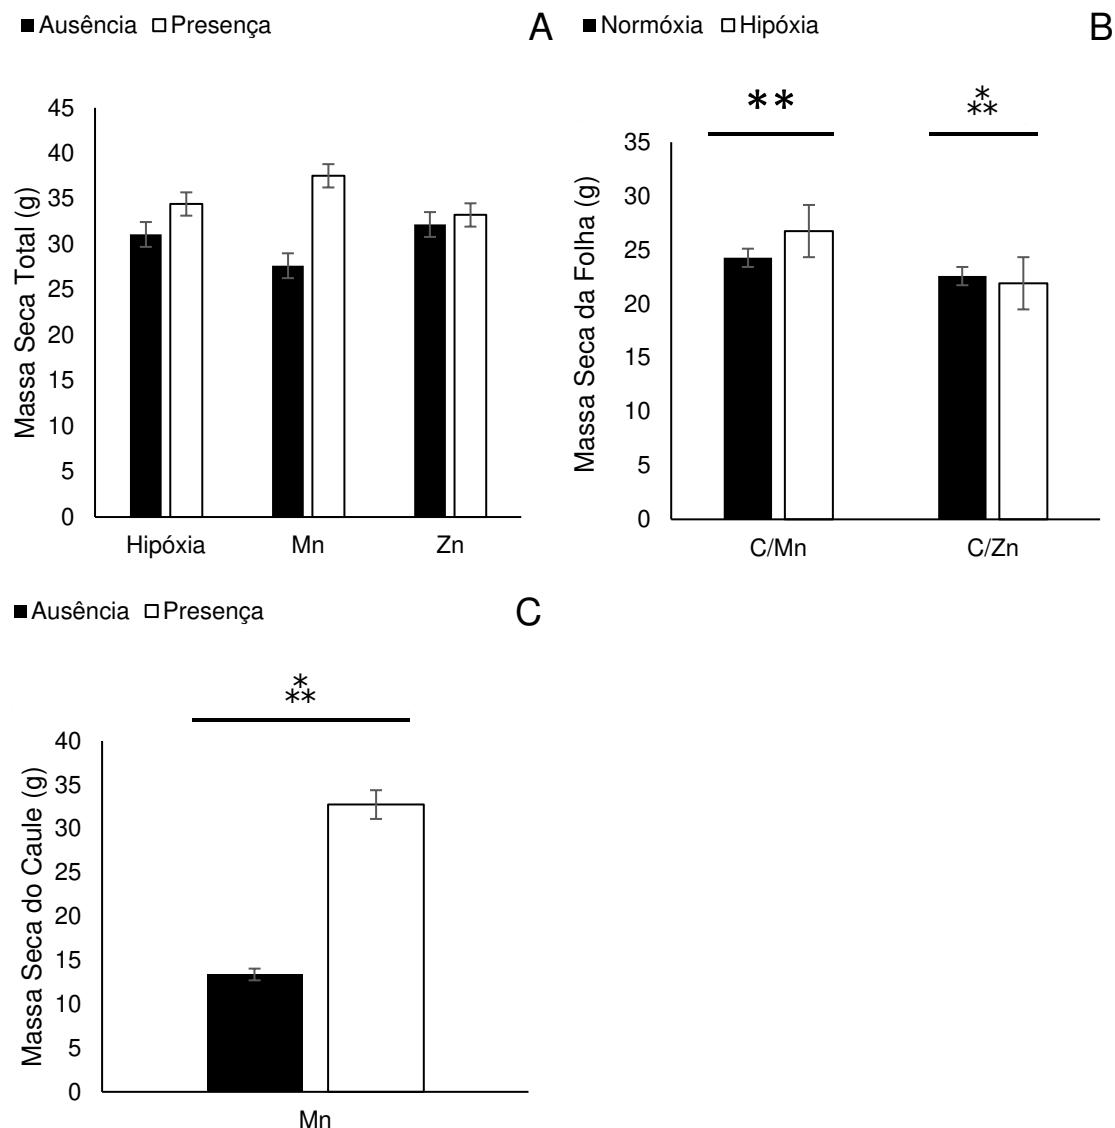 ■ Ausência □ Presença
A
Massa Seca Total (g)
45
40
35
30
25
20
15
10
5
0
Hipóxia Mn Zn
■ Normóxia □ Hipóxia
B
** ***
Massa Seca da Folha (g)
35
30
25
20
15
10
5
0
C/Mn C/Zn
■ Ausência □ Presença
C
***
Massa Seca do Caule (g)
40
35
30
25
20
15
10
5
0
Mn